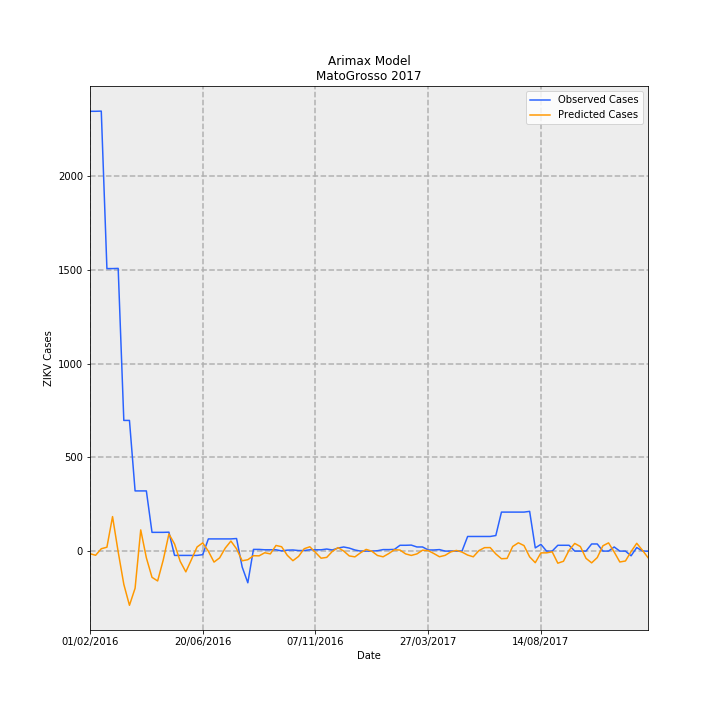 Arimax Model
MatoGrosso 2017
Observed Cases
Predicted Cases
2000
1500
1000
500
0
ZIKV Cases
01/02/2016
20/06/2016
07/11/2016
27/03/2017
14/08/2017
Date